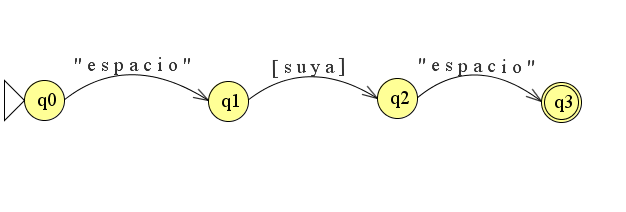 "espacio" [suya] "espacio"
q0 q1 q2 q3